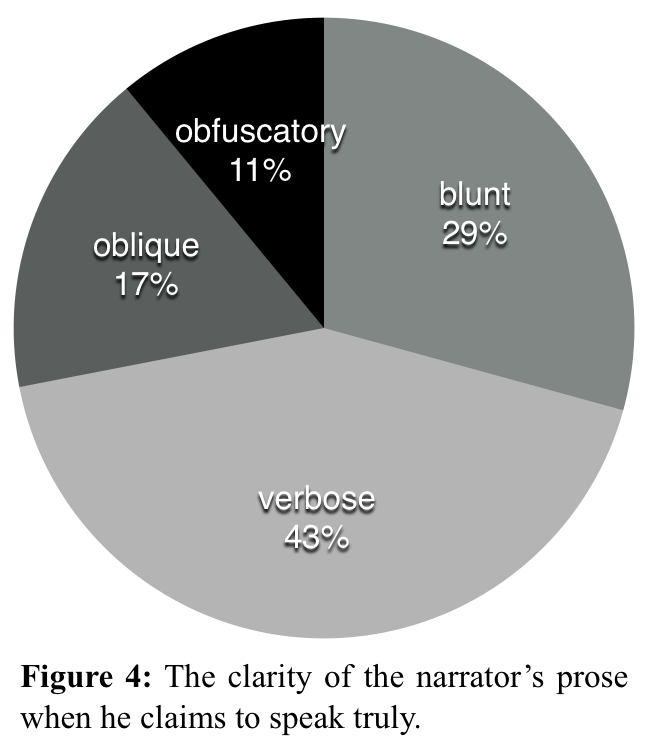 obfuscatory
11%
blunt
29%
oblique
17%
verbose
43%
Figure 4: The clarity of the narrator's prose
when he claims to speak truly.